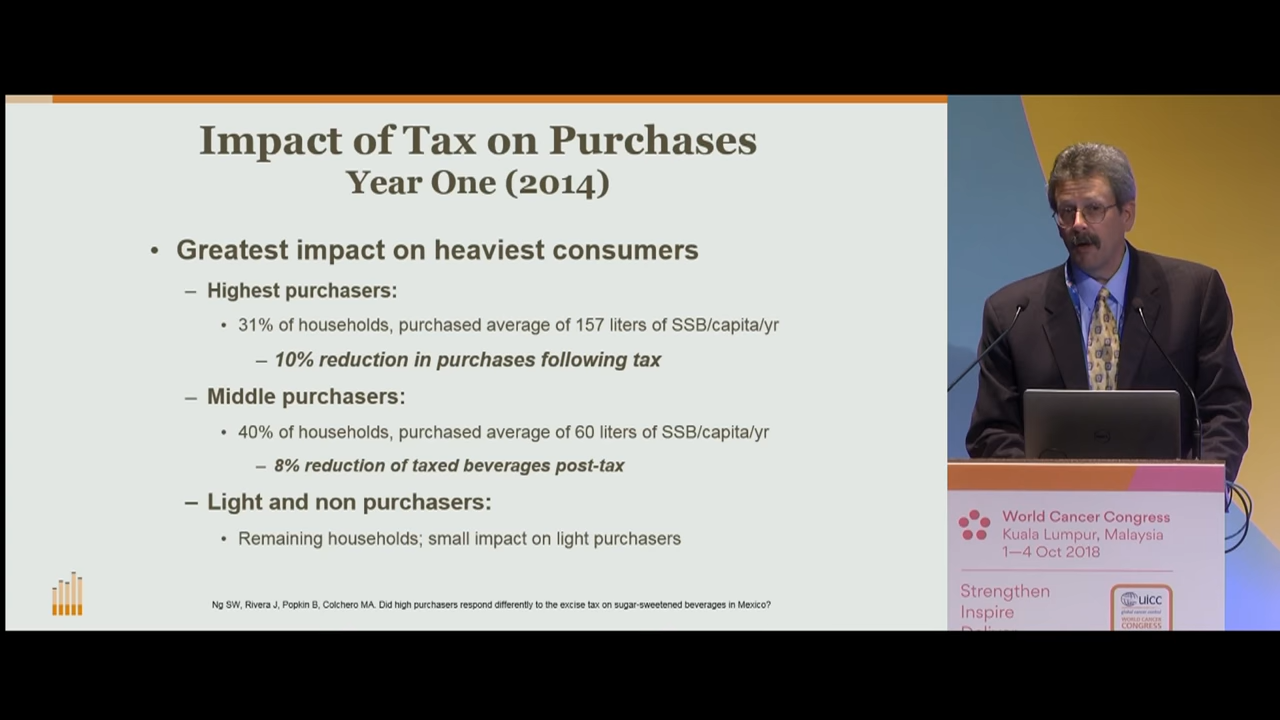 Impact of Tax on Purchases
Year One (2014)
• Greatest impact on heaviest consumers
– Highest purchasers:
• 31% of households, purchased average of 157 liters of SSB/capita/yr
– 10% reduction in purchases following tax
– Middle purchasers:
• 40% of households, purchased average of 60 liters of SSB/capita/yr
– 8% reduction of taxed beverages post-tax
– Light and non purchasers:
• Remaining households; small impact on light purchasers
Ng SW, Rivera J, Popkin B, Colchero MA. Did high purchasers respond differently to the excise tax on sugar-sweetened beverages in Mexico?
World Cancer Congress
Kuala Lumpur, Malaysia
1—4 Oct 2018
Strengthen
Inspire
uicc
WORLD CANCER
CONGRESS